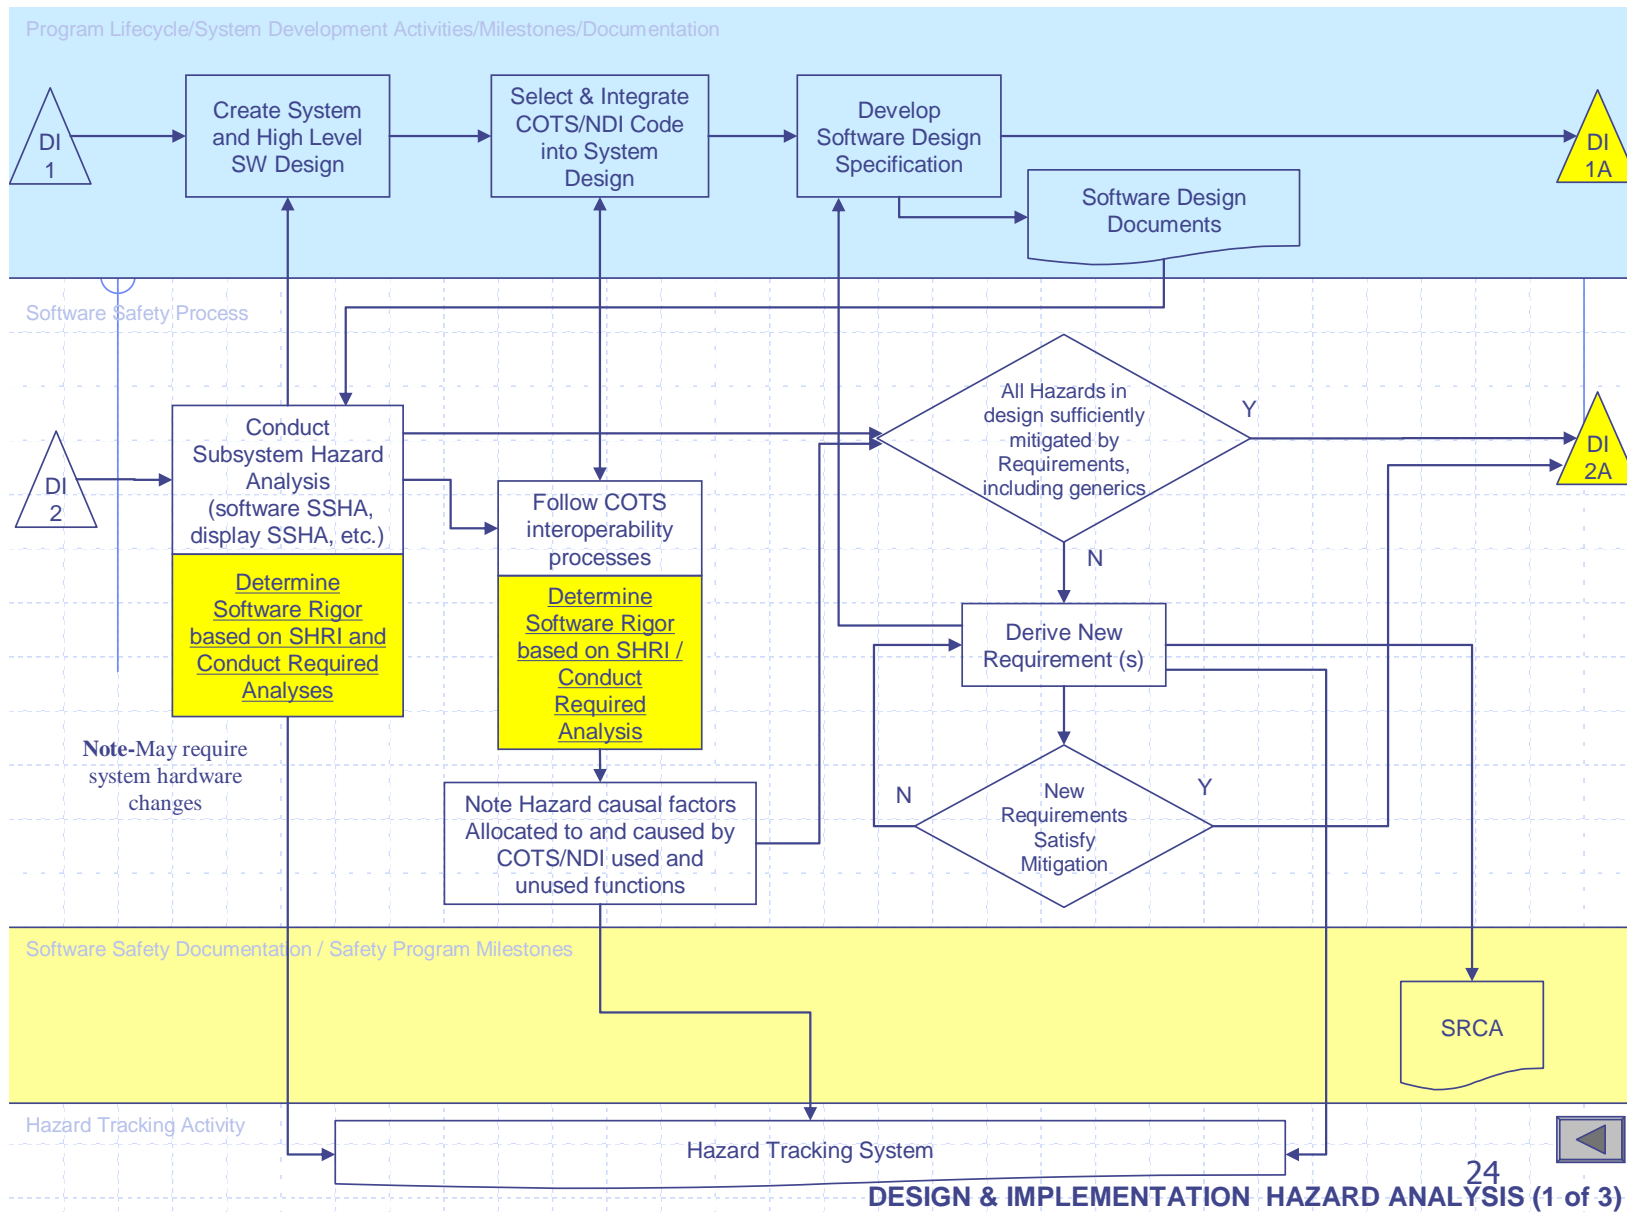 Program Lifecycle/System Development Activities/Milestones/Documentation
DI
1
Create System
and High Level
SW Design
Select & Integrate
COTS/NDI Code
into System
Design
Develop
Software Design
Specification
DI
1A
Software Design
Documents
Software Safety Process
DI
2
Conduct
Subsystem Hazard
Analysis
(software SSHA,
display SSHA, etc.)
Determine
Software Rigor
based on SHRI and
Conduct Required
Analyses
Note-May require
system hardware
changes
Follow COTS
interoperability
processes
Determine
Software Rigor
based on SHRI /
Conduct
Required
Analysis
Note Hazard causal factors
Allocated to and caused by
COTS/NDI used and
unused functions
All Hazards in
design sufficiently
mitigated by
Requirements,
including generics
Y
N
DI
2A
Derive New
Requirement (s)
New
Requirements
Satisfy
Mitigation
N
Y
Software Safety Documentation / Safety Program Milestones
SRCA
Hazard Tracking Activity
Hazard Tracking System
24
DESIGN & IMPLEMENTATION HAZARD ANALYSIS (1 of 3)